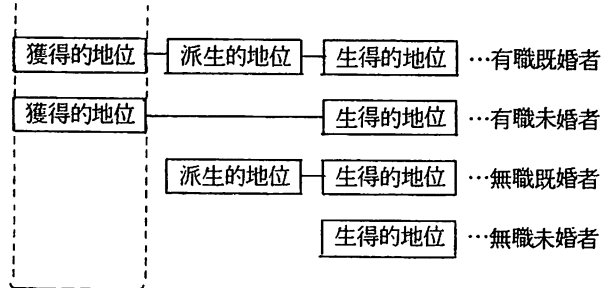 獲得的地位 派生的地位 生得的地位 …有職既婚者
獲得的地位 生得的地位 …有職未婚者
派生的地位 生得的地位 …無職既婚者
生得的地位 …無職未婚者